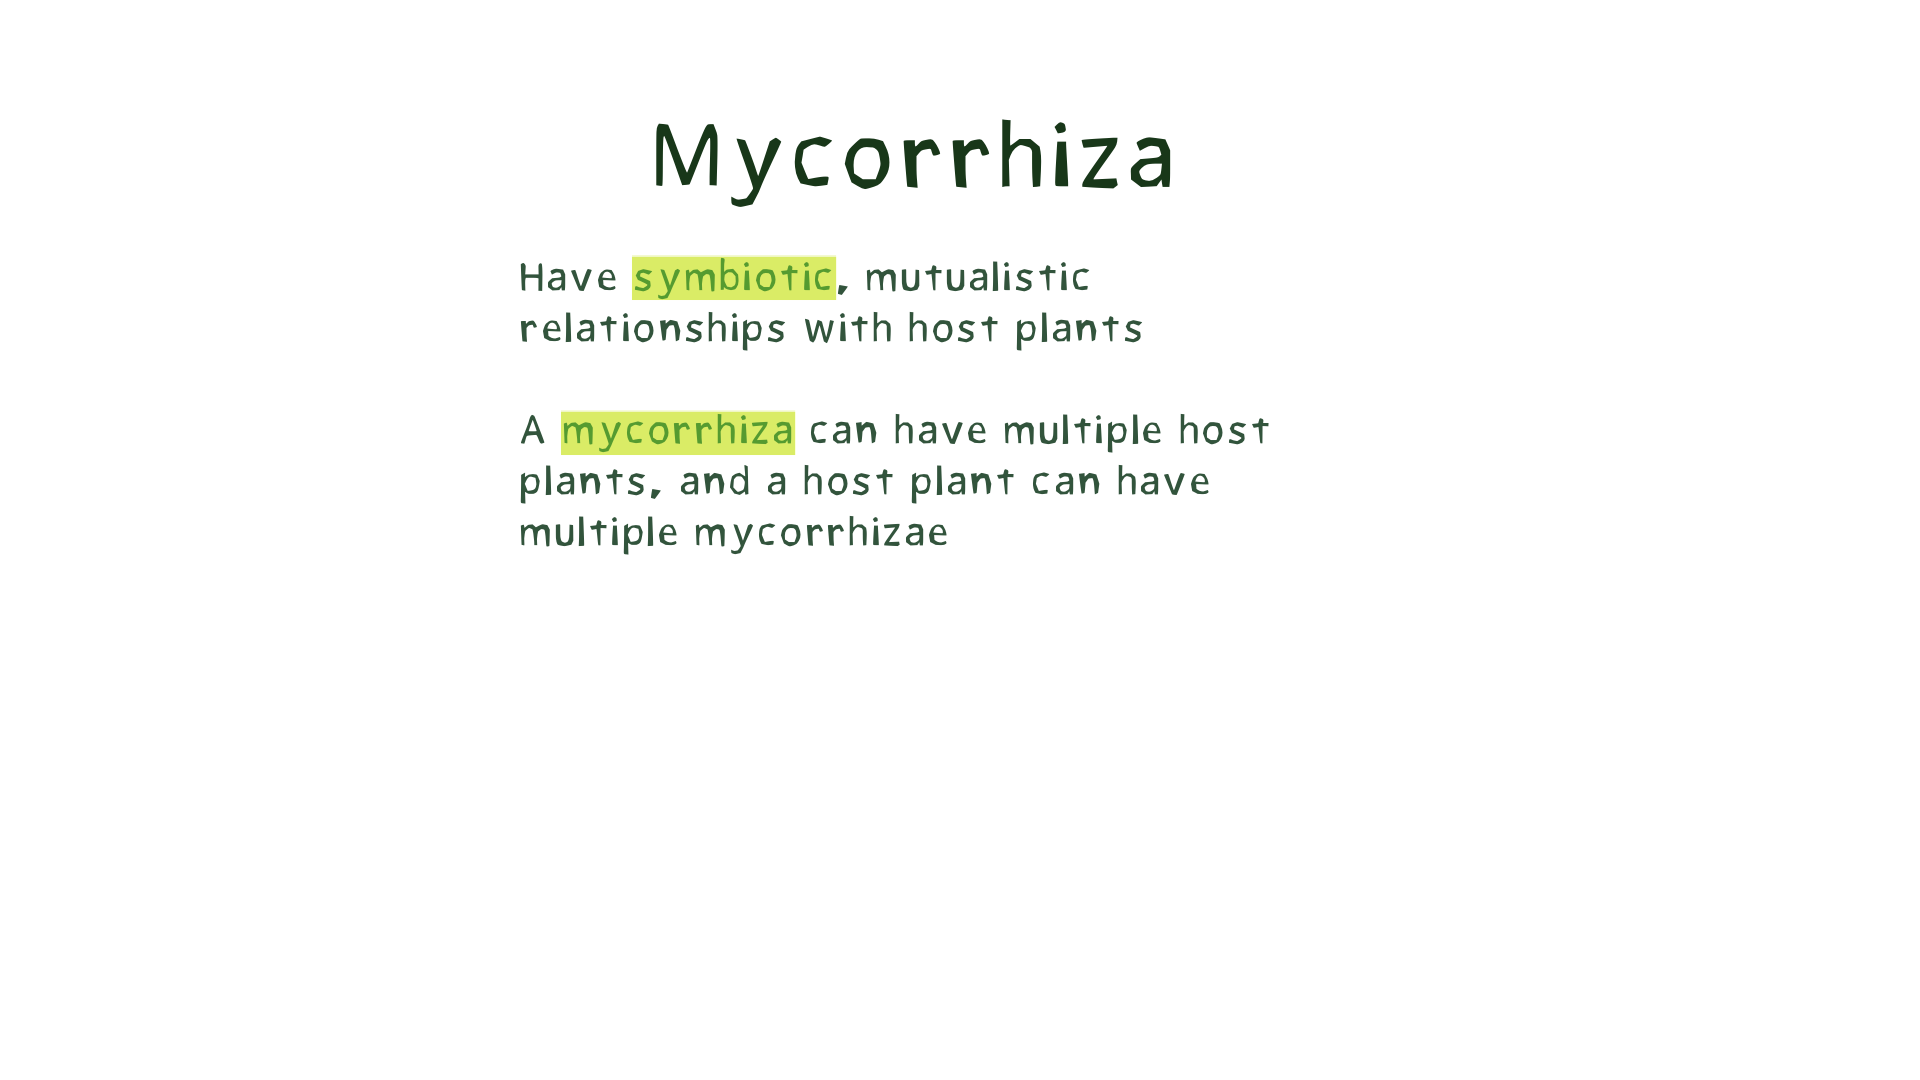 Mycorrhiza
Have symbiotic, mutualistic
relationships with host plants
A mycorrhiza can have multiple host
plants, and a host plant can have
multiple mycorrhizae